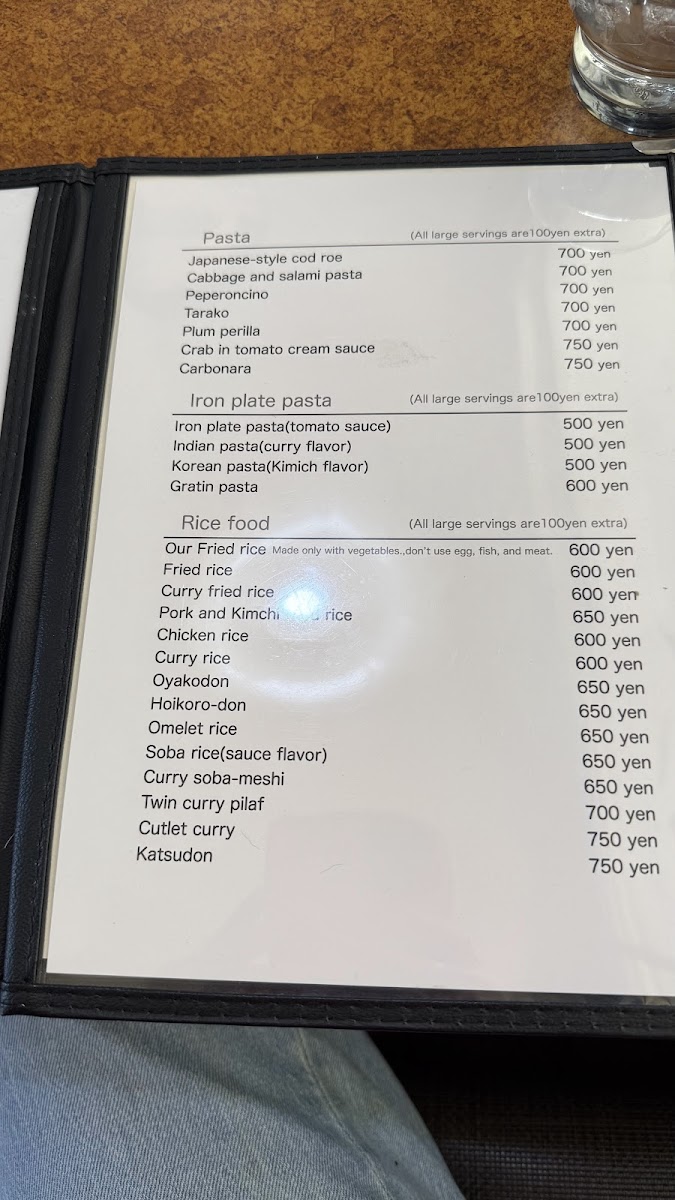 Pasta (All large servings are100yen extra)
Japanese-style cod roe 700 yen
Cabbage and salami pasta 700 yen
Peperoncino 700 yen
Tarako 700 yen
Plum perilla 700 yen
Crab in tomato cream sauce 750 yen
Carbonara 750 yen
Iron plate pasta (All large servings are100yen extra)
Iron plate pasta(tomato sauce) 500 yen
Indian pasta(curry flavor) 500 yen
Korean pasta(Kimich flavor) 500 yen
Gratin pasta 600 yen
Rice food (All large servings are100yen extra)
Our Fried rice Made only with vegetables.,don't use egg, fish, and meat. 600 yen
Fried rice 600 yen
Curry fried rice 600 yen
Pork and Kimchi rice 650 yen
Chicken rice 600 yen
Curry rice 600 yen
Oyakodon 650 yen
Hoikoro-don 650 yen
Omelet rice 650 yen
Soba rice(sauce flavor) 650 yen
Curry soba-meshi 650 yen
Twin curry pilaf 700 yen
Cutlet curry 750 yen
Katsudon 750 yen